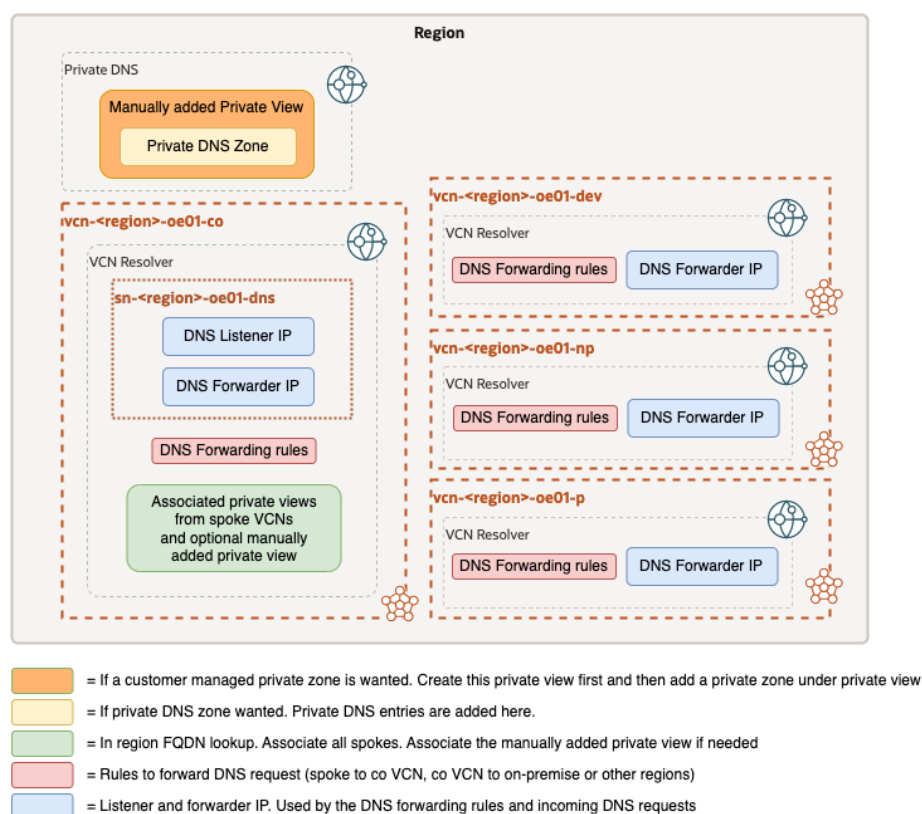 Region
Private DNS
Manually added Private View
Private DNS Zone
vcn-<region>-oe01-co
VCN Resolver
sn-<region>-oe01-dns
DNS Listener IP
DNS Forwarder IP
DNS Forwarding rules
Associated private views
from spoke VCNs
and optional manually
added private view
vcn-<region>-oe01-dev
VCN Resolver
DNS Forwarding rules
DNS Forwarder IP
vcn-<region>-oe01-np
VCN Resolver
DNS Forwarding rules
DNS Forwarder IP
vcn-<region>-oe01-p
VCN Resolver
DNS Forwarding rules
DNS Forwarder IP
= If a customer managed private zone is wanted. Create this private view first and then add a private zone under private view
= If private DNS zone wanted. Private DNS entries are added here.
= In region FQDN lookup. Associate all spokes. Associate the manually added private view if needed
= Rules to forward DNS request (spoke to co VCN, co VCN to on-premise or other regions)
= Listener and forwarder IP. Used by the DNS forwarding rules and incoming DNS requests